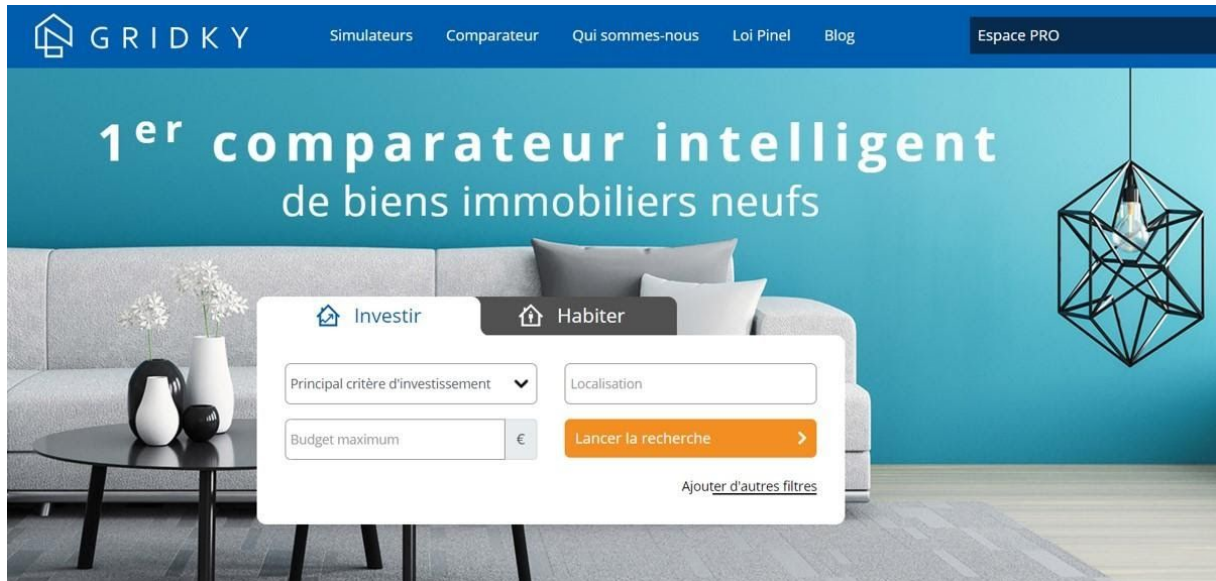 GRIDKY
Simulateurs Comparateur Qui sommes-nous Loi Pinel Blog Espace PRO
1er comparateur intelligent
de biens immobiliers neufs
Investir Habiter
Principal critère d'investissement Localisation
Budget maximum € Lancer la recherche
Ajouter d'autres filtres